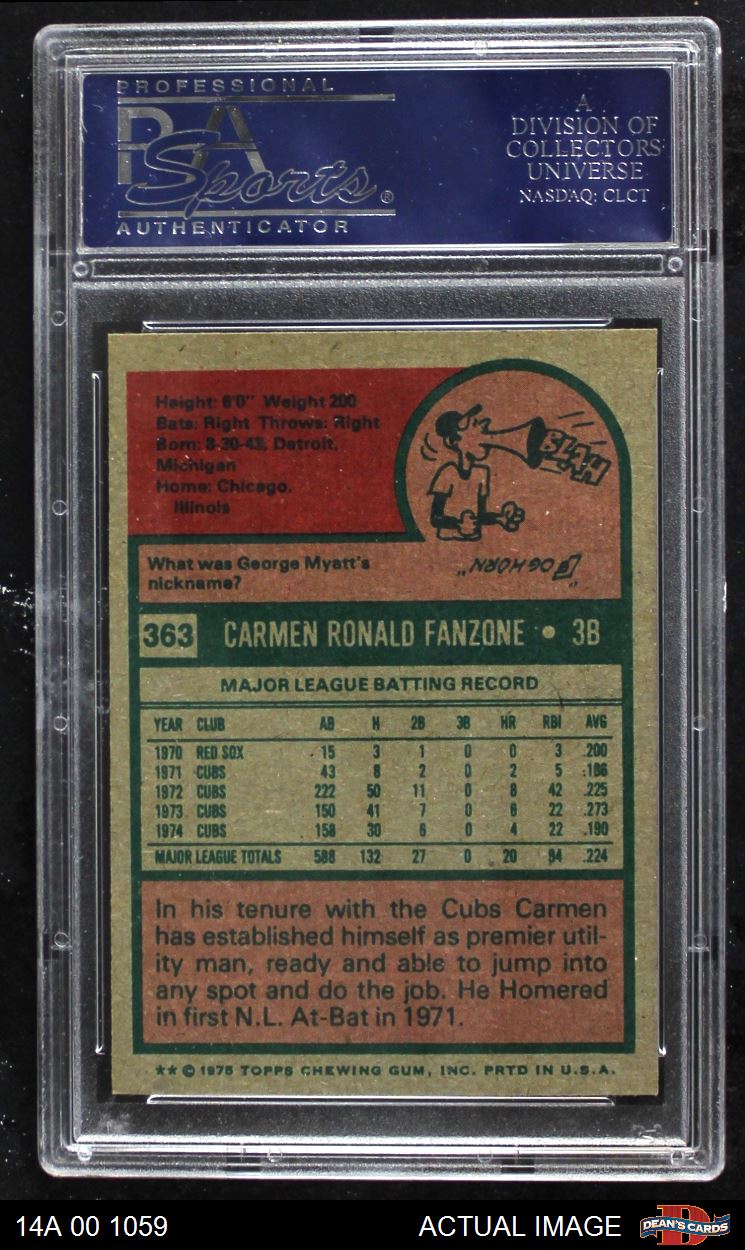 PROFESSIONAL
PSA
Sports®
AUTHENTICATOR
A
DIVISION OF
COLLECTORS
UNIVERSE
NASDAQ: CLCT
Height: 6'0" Weight 200
Bats: Right Throws: Right
Born: 8-30-43, Detroit,
Michigan
Home: Chicago,
Illinois
BLAH
What was George Myatt's
nickname?
"FOGHORN"
363 CARMEN RONALD FANZONE • 3B
MAJOR LEAGUE BATTING RECORD
YEAR CLUB AB H 2B 3B HR RBI AVG
1970 RED SOX 15 3 1 0 0 3 .200
1971 CUBS 43 8 2 0 2 5 .186
1972 CUBS 222 50 11 0 8 42 .225
1973 CUBS 150 41 7 0 6 22 .273
1974 CUBS 158 30 6 0 4 22 .190
MAJOR LEAGUE TOTALS 588 132 27 0 20 94 .224
In his tenure with the Cubs Carmen
has established himself as premier util-
ity man, ready and able to jump into
any spot and do the job. He Homered
in first N.L. At-Bat in 1971.
★★ © 1975 TOPPS CHEWING GUM, INC. PRTD IN U.S.A.
14A 00 1059
ACTUAL IMAGE
DEAN'S CARDS